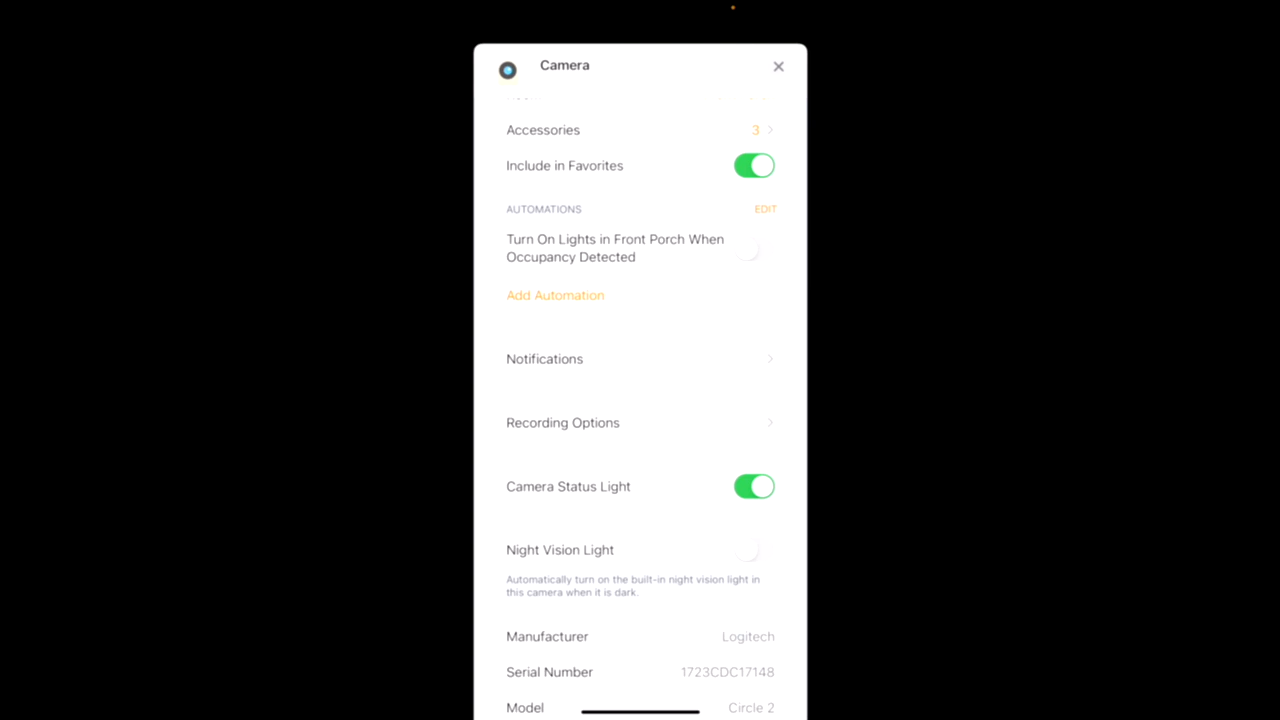 Camera
Accessories 3
Include in Favorites
AUTOMATIONS EDIT
Turn On Lights in Front Porch When
Occupancy Detected
Add Automation
Notifications
Recording Options
Camera Status Light
Night Vision Light
Automatically turn on the built-in night vision light in
this camera when it is dark.
Manufacturer Logitech
Serial Number 1723CDC17148
Model Circle 2